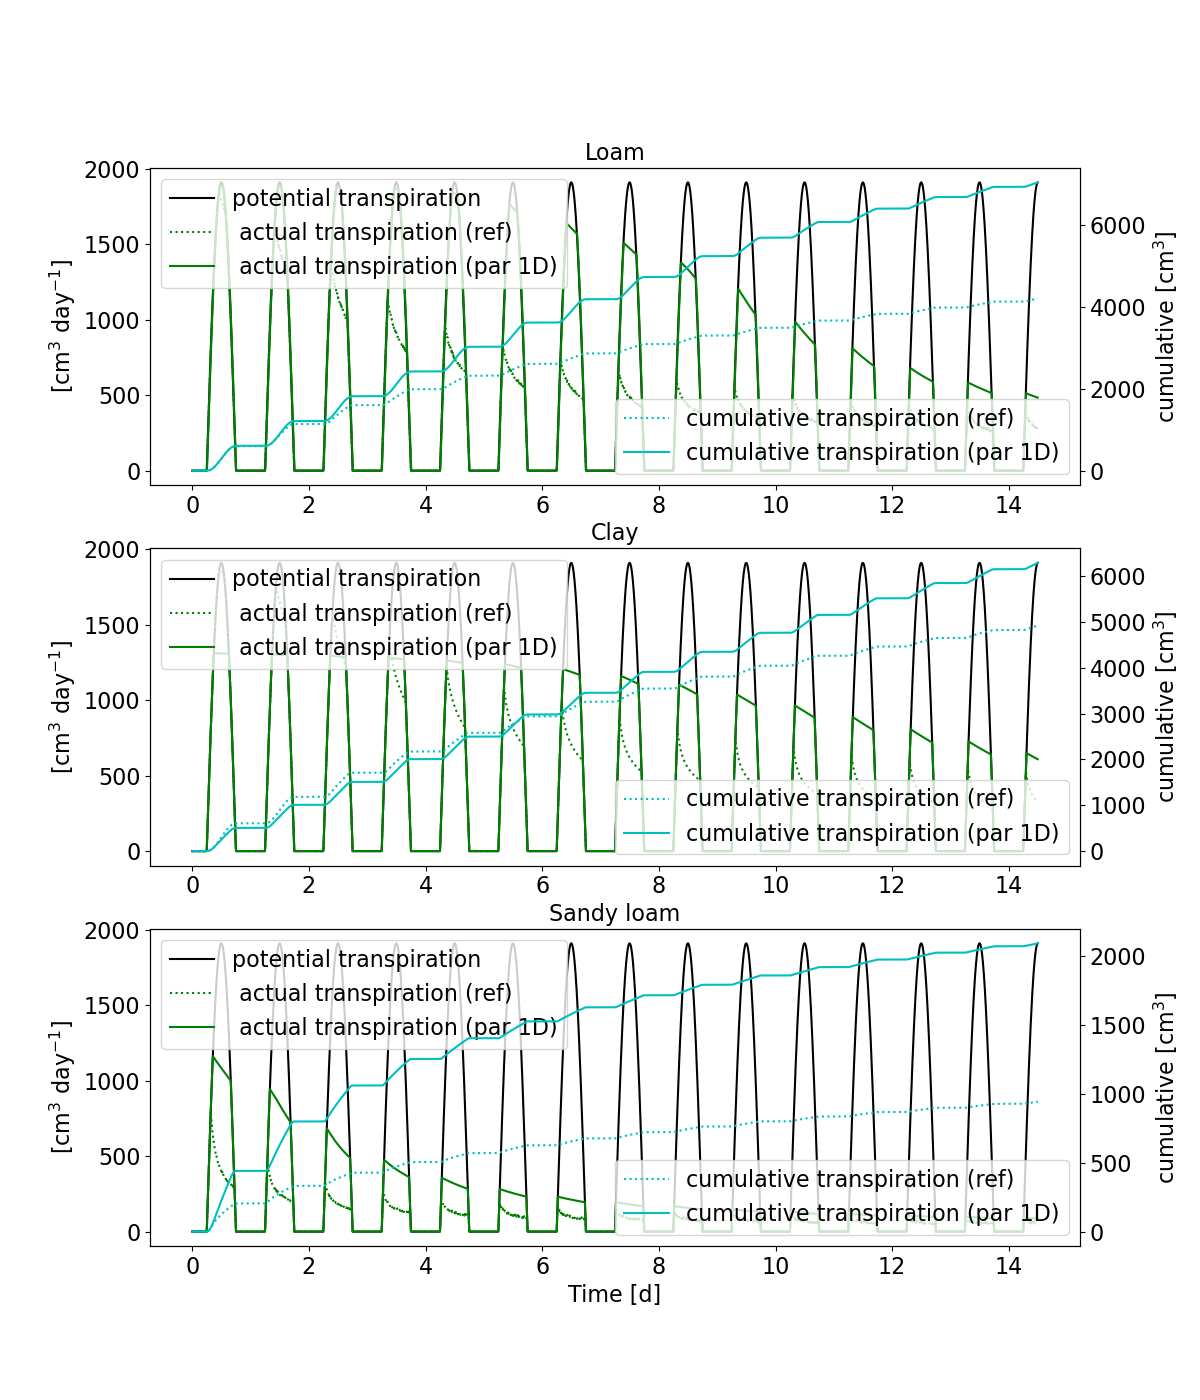 Loam
2000
1500
1000
500
0
[cm³ day⁻¹]
potential transpiration
actual transpiration (ref)
actual transpiration (par 1D)
cumulative transpiration (ref)
cumulative transpiration (par 1D)
6000
4000
2000
0
cumulative [cm³]
0 2 4 6 8 10 12 14
Clay
2000
1500
1000
500
0
[cm³ day⁻¹]
potential transpiration
actual transpiration (ref)
actual transpiration (par 1D)
cumulative transpiration (ref)
cumulative transpiration (par 1D)
6000
5000
4000
3000
2000
1000
0
cumulative [cm³]
0 2 4 6 8 10 12 14
Sandy loam
2000
1500
1000
500
0
[cm³ day⁻¹]
potential transpiration
actual transpiration (ref)
actual transpiration (par 1D)
cumulative transpiration (ref)
cumulative transpiration (par 1D)
2000
1500
1000
500
0
cumulative [cm³]
0 2 4 6 8 10 12 14
Time [d]